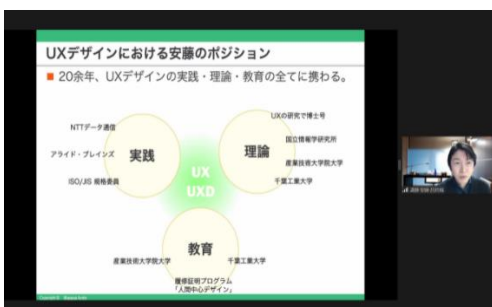 UXデザインにおける安藤のポジション
■ 20余年、UXデザインの実践・理論・教育の全てに携わる。
NTTデータ通信
アライド・ブレインズ
ISO/JIS 規格委員
実践
UXの研究で博士号
国立情報学研究所
産業技術大学院大学
千葉工業大学
理論
UX
UXD
教育
産業技術大学院大学
千葉工業大学
履修証明プログラム
「人間中心デザイン」